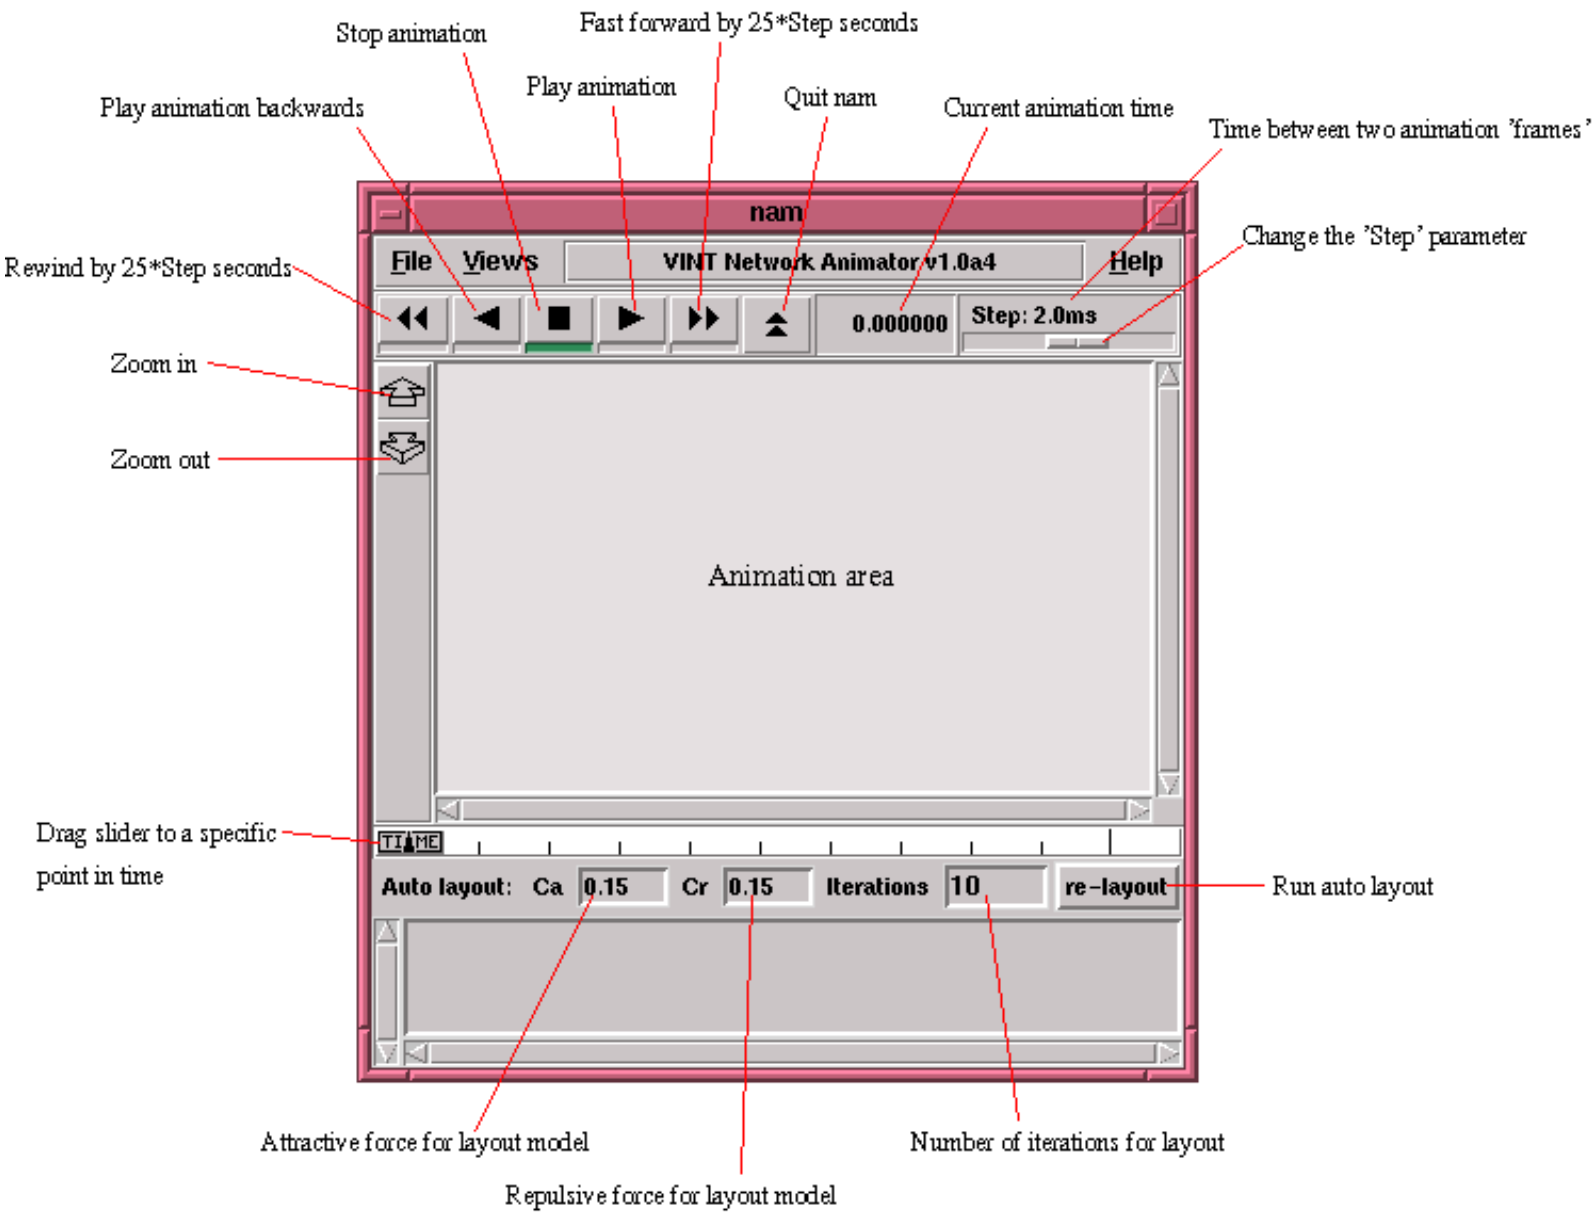 Fast forward by 25*Step seconds
Stop animation
Play animation
Quit nam
Play animation backwards
Current animation time
Time between two animation 'frames'
nam
Change the 'Step' parameter
File Views VINT Network Animator v1.0a4 Help
Rewind by 25*Step seconds
0.000000
Step: 2.0ms
Zoom in
Zoom out
Animation area
Drag slider to a specific
point in time
TIME
Auto layout: Ca 0.15 Cr 0.15 Iterations 10 re-layout
Run auto layout
Attractive force for layout model
Number of iterations for layout
Repulsive force for layout model